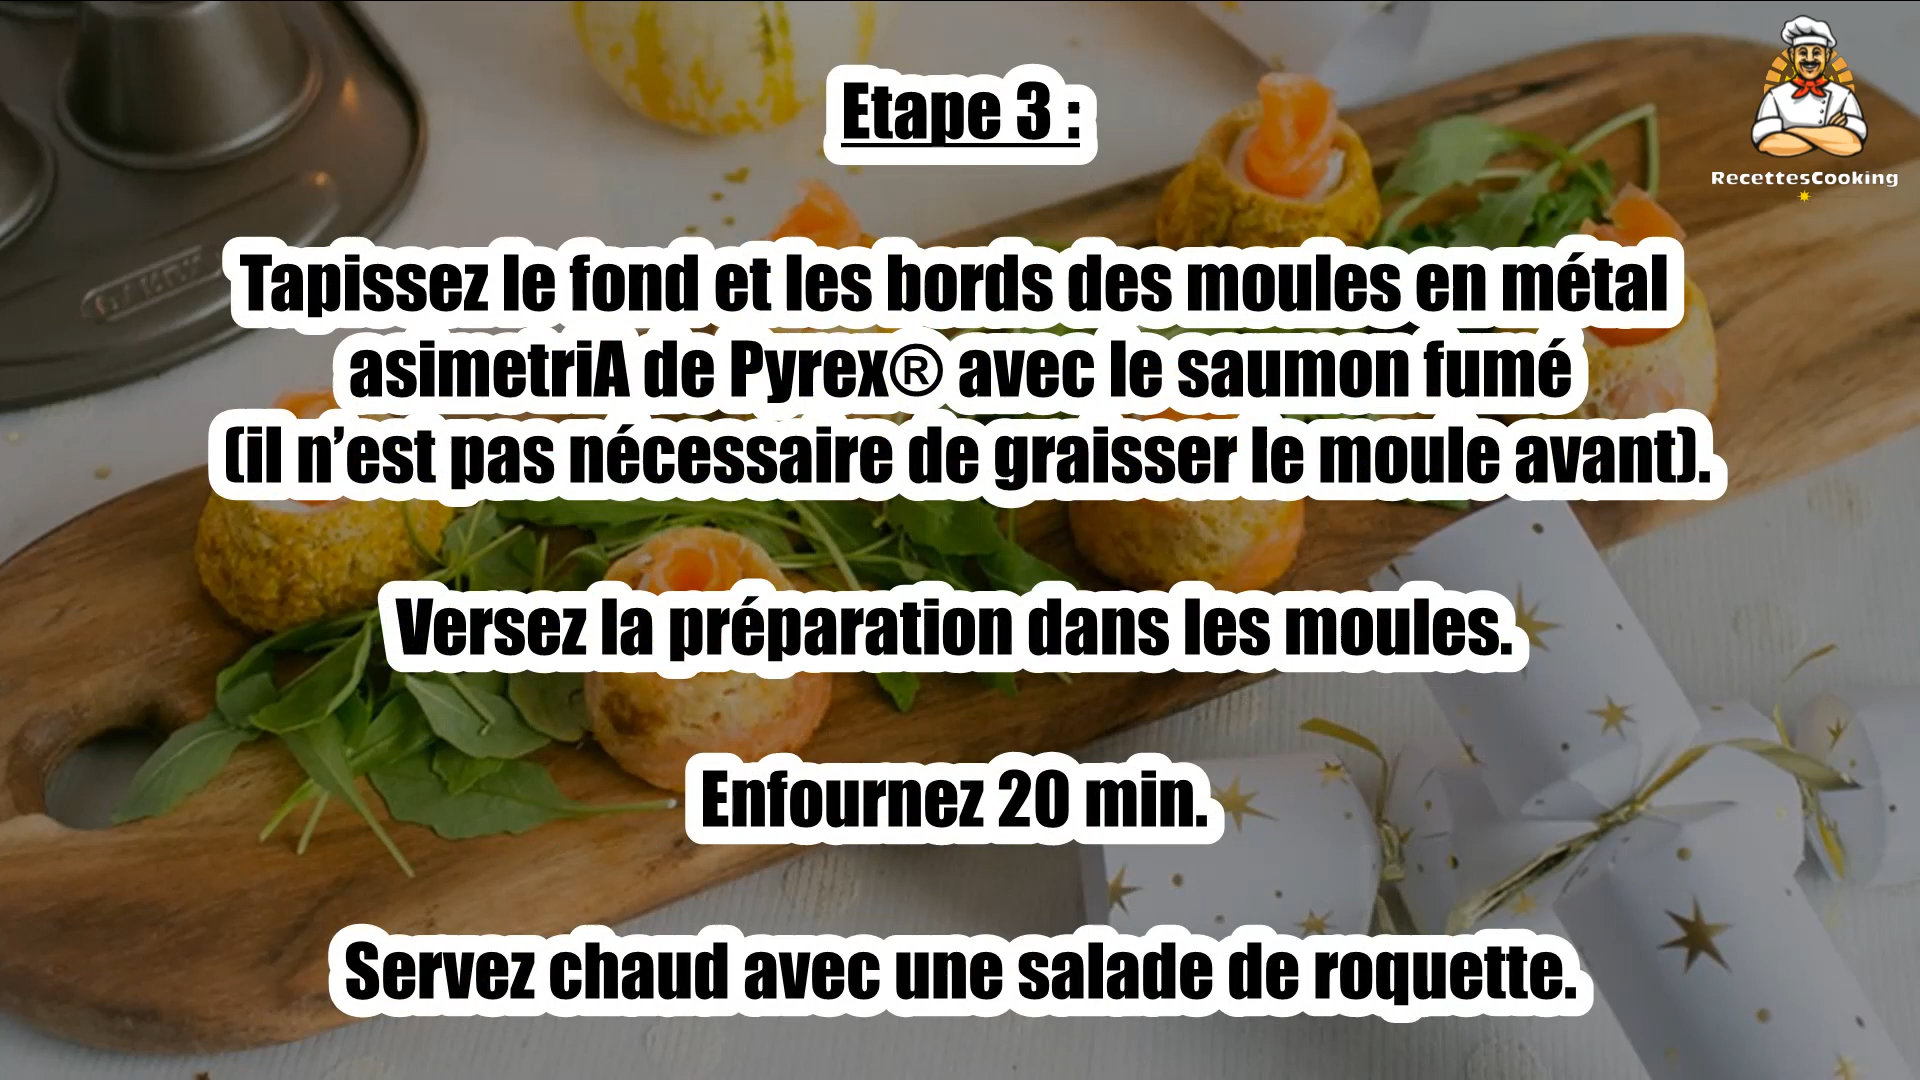 Etape 3 :
RecettesCooking
Tapissez le fond et les bords des moules en métal
asimetriA de Pyrex® avec le saumon fumé
(il n’est pas nécessaire de graisser le moule avant).
Versez la préparation dans les moules.
Enfournez 20 min.
Servez chaud avec une salade de roquette.